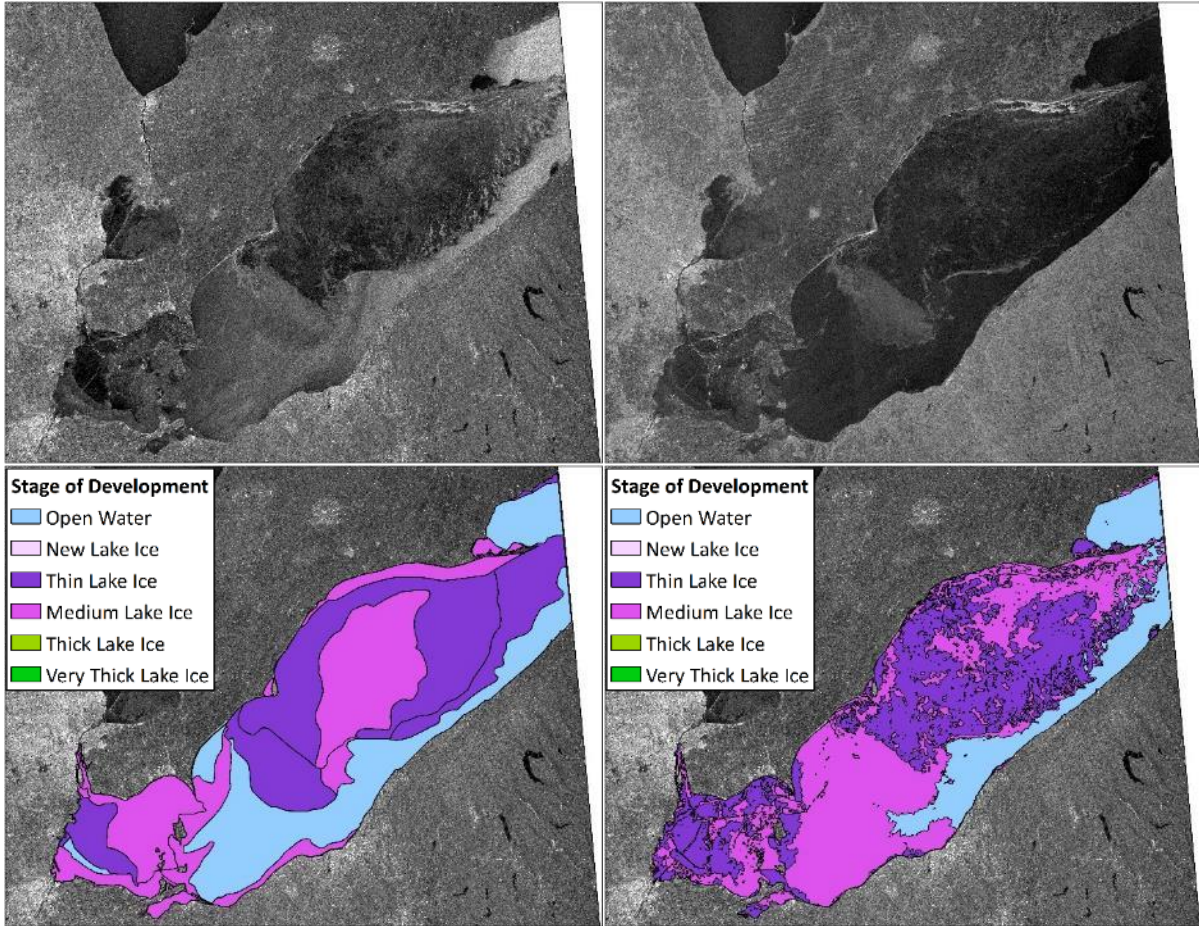 Stage of Development
Open Water
New Lake Ice
Thin Lake Ice
Medium Lake Ice
Thick Lake Ice
Very Thick Lake Ice
Stage of Development
Open Water
New Lake Ice
Thin Lake Ice
Medium Lake Ice
Thick Lake Ice
Very Thick Lake Ice